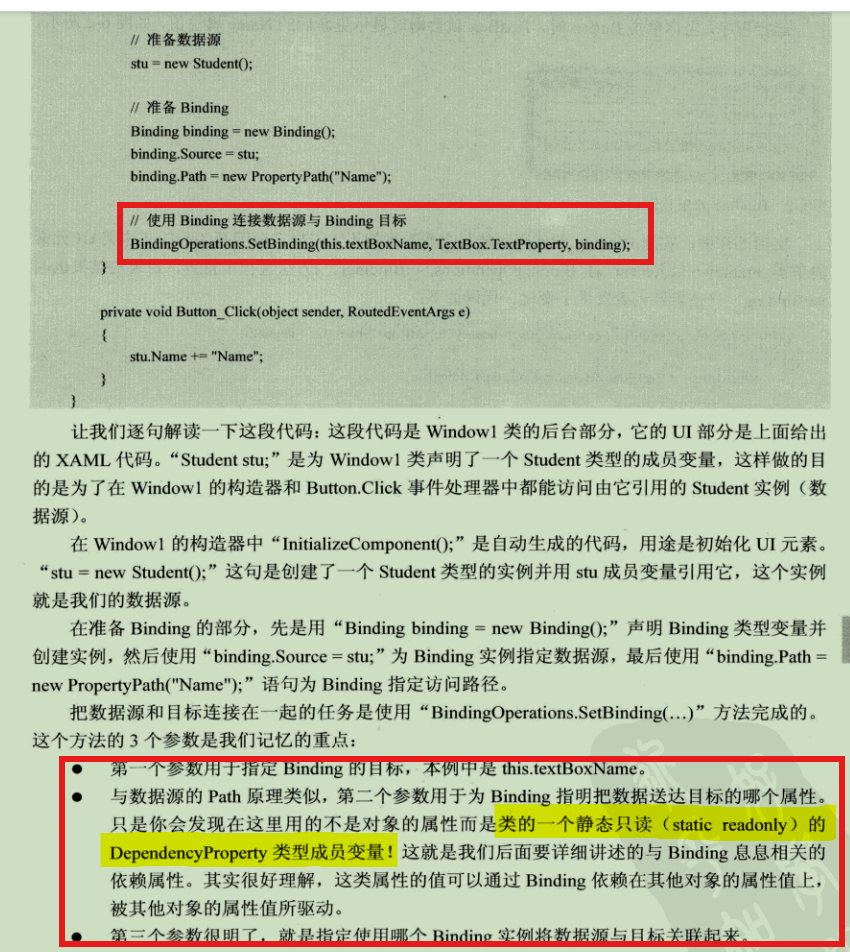 // 准备数据源
stu = new Student();
// 准备 Binding
Binding binding = new Binding();
binding.Source = stu;
binding.Path = new PropertyPath("Name");
// 使用 Binding 连接数据源与 Binding 目标
BindingOperations.SetBinding(this.textBoxName, TextBox.TextProperty, binding);
}
private void Button_Click(object sender, RoutedEventArgs e)
{
stu.Name += "Name";
}
}
让我们逐句解读一下这段代码：这段代码是 Window1 类的后台部分，它的 UI 部分是上面给出
的 XAML 代码。“Student stu;”是为 Window1 类声明了一个 Student 类型的成员变量，这样做的目
的是为了在 Window1 的构造器和 Button.Click 事件处理器中都能访问由它引用的 Student 实例（数
据源）。
在 Window1 的构造器中“InitializeComponent();”是自动生成的代码，用途是初始化 UI 元素。
“stu = new Student();”这句是创建了一个 Student 类型的实例并用 stu 成员变量引用它，这个实例
就是我们的数据源。
在准备 Binding 的部分，先是用“Binding binding = new Binding();”声明 Binding 类型变量并
创建实例，然后使用“binding.Source = stu;”为 Binding 实例指定数据源，最后使用“binding.Path =
new PropertyPath("Name");”语句为 Binding 指定访问路径。
把数据源和目标连接在一起的任务是使用“BindingOperations.SetBinding(…)”方法完成的。
这个方法的 3 个参数是我们记忆的重点：
● 第一个参数用于指定 Binding 的目标，本例中是 this.textBoxName。
● 与数据源的 Path 原理类似，第二个参数用于为 Binding 指明把数据送达目标的哪个属性。
只是你会发现在这里用的不是对象的属性而是类的一个静态只读（static readonly）的
DependencyProperty 类型成员变量！这就是我们后面要详细讲述的与 Binding 息息相关的
依赖属性。其实很好理解，这类属性的值可以通过 Binding 依赖在其他对象的属性值上，
被其他对象的属性值所驱动。
● 第三个参数很明了，就是指定使用哪个 Binding 实例将数据源与目标关联起来